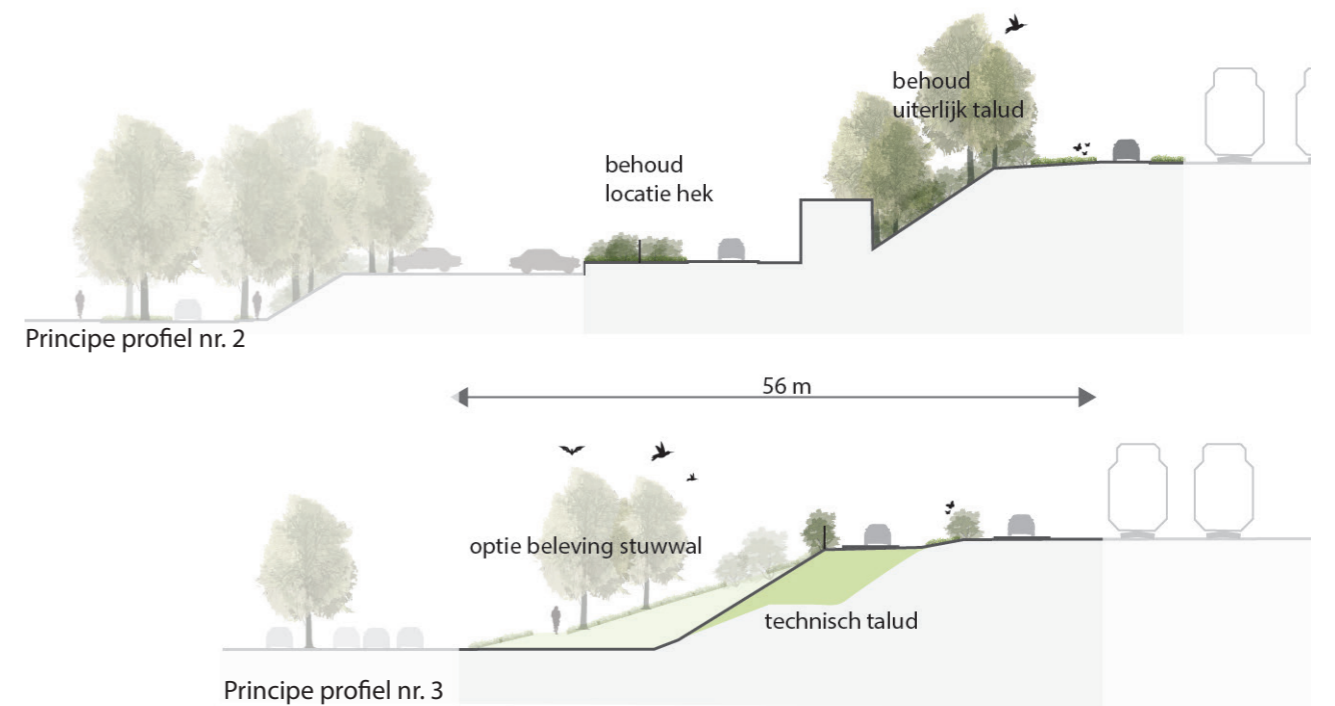 behoud
uiterlijk talud
behoud
locatie hek
Principe profiel nr. 2
56 m
optie beleving stuwwal
technisch talud
Principe profiel nr. 3